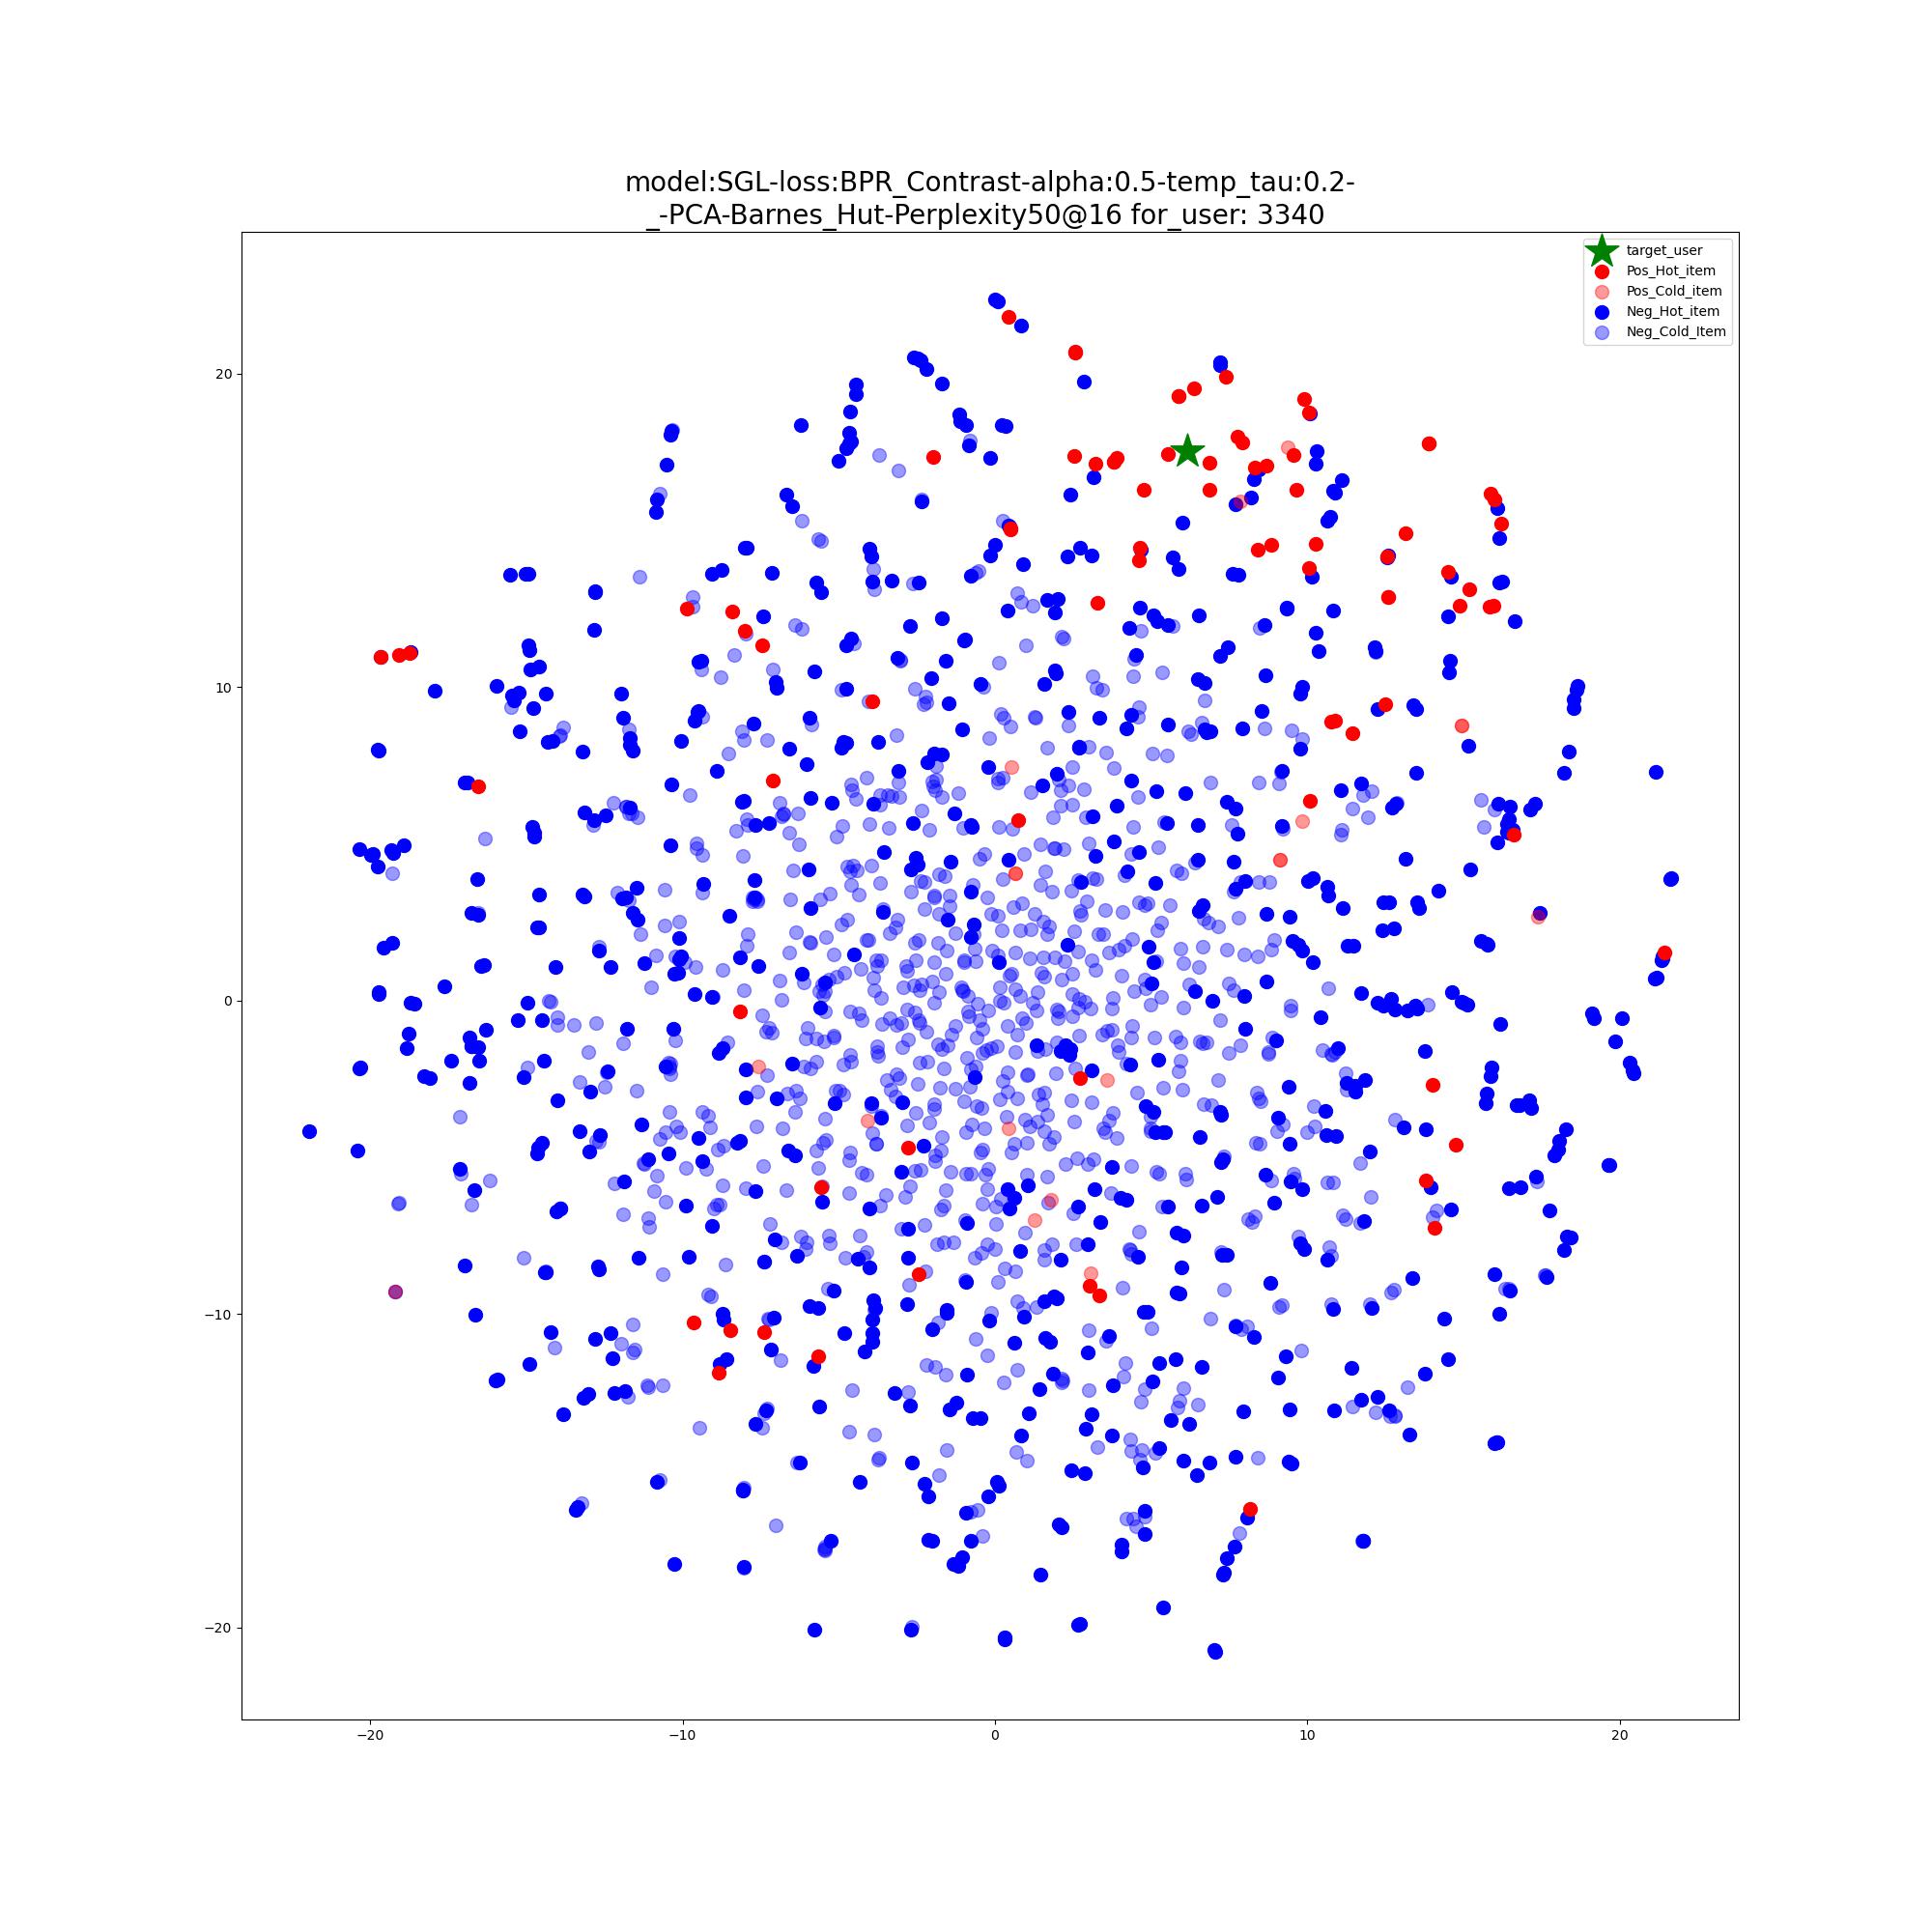 model:SGL-loss:BPR_Contrast-alpha:0.5-temp_tau:0.2-
_-PCA-Barnes_Hut-Perplexity50@16 for_user: 3340
target_user
Pos_Hot_item
Pos_Cold_item
Neg_Hot_item
Neg_Cold_Item
20
10
0
−10
−20
−20
−10
0
10
20